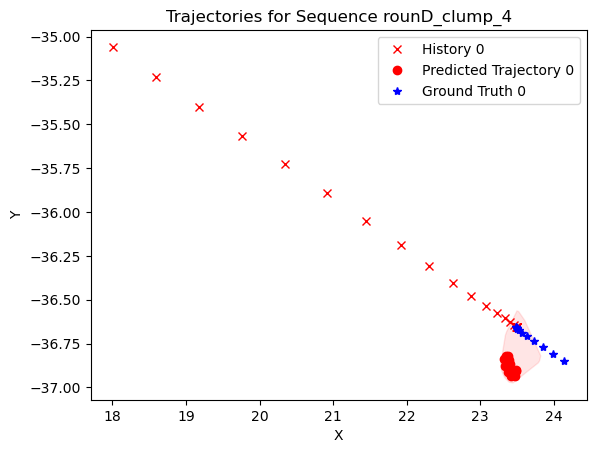 Trajectories for Sequence rounD_clump_4
History 0
Predicted Trajectory 0
Ground Truth 0
−35.00
−35.25
−35.50
−35.75
−36.00
−36.25
−36.50
−36.75
−37.00
Y
18 19 20 21 22 23 24
X